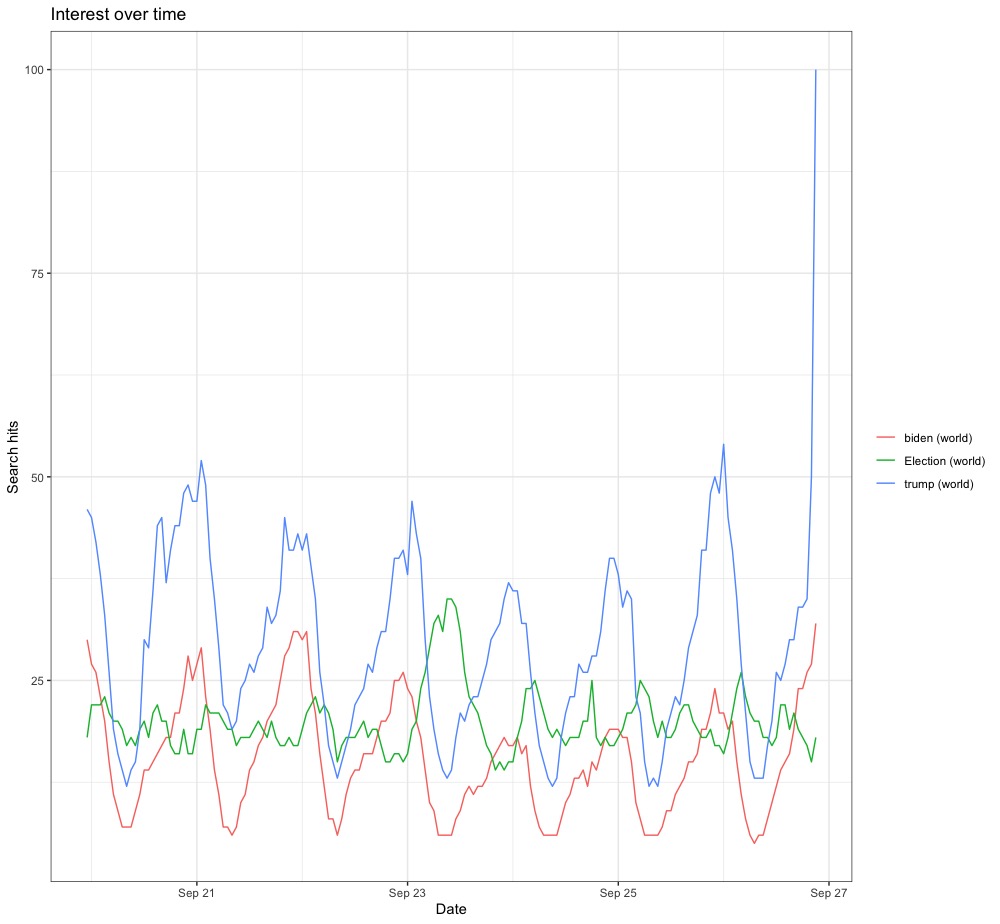 Interest over time
Search hits
100
75
50
25
Sep 21
Sep 23
Sep 25
Sep 27
Date
biden (world)
Election (world)
trump (world)